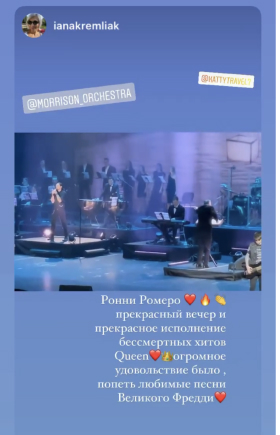 ianakremliak
@MORRISON_ORCHESTRA
Ронни Ромеро ❤️🔥👏
прекрасный вечер и
прекрасное исполнение
бессмертных хитов
Queen❤️👍огромное
удовольствие было ,
попеть любимые песни
Великого Фредди❤️